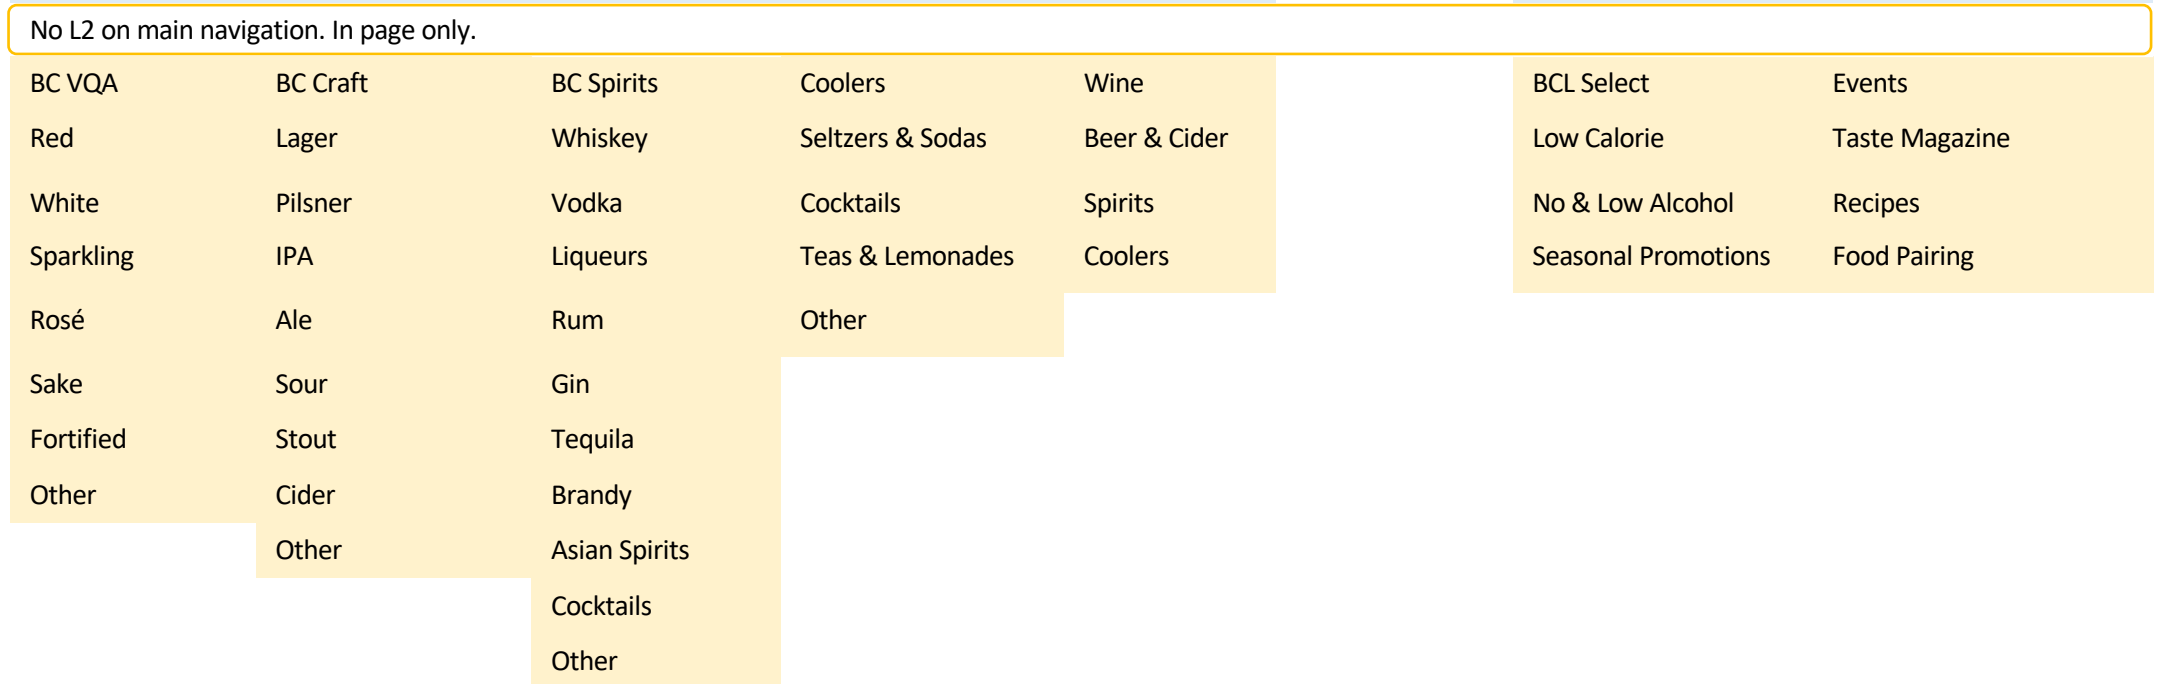 No L2 on main navigation. In page only.
BC VQA BC Craft BC Spirits Coolers Wine BCL Select Events
Red Lager Whiskey Seltzers & Sodas Beer & Cider Low Calorie Taste Magazine
White Pilsner Vodka Cocktails Spirits No & Low Alcohol Recipes
Sparkling IPA Liqueurs Teas & Lemonades Coolers Seasonal Promotions Food Pairing
Rosé Ale Rum Other
Sake Sour Gin
Fortified Stout Tequila
Other Cider Brandy
Other Asian Spirits
Cocktails
Other